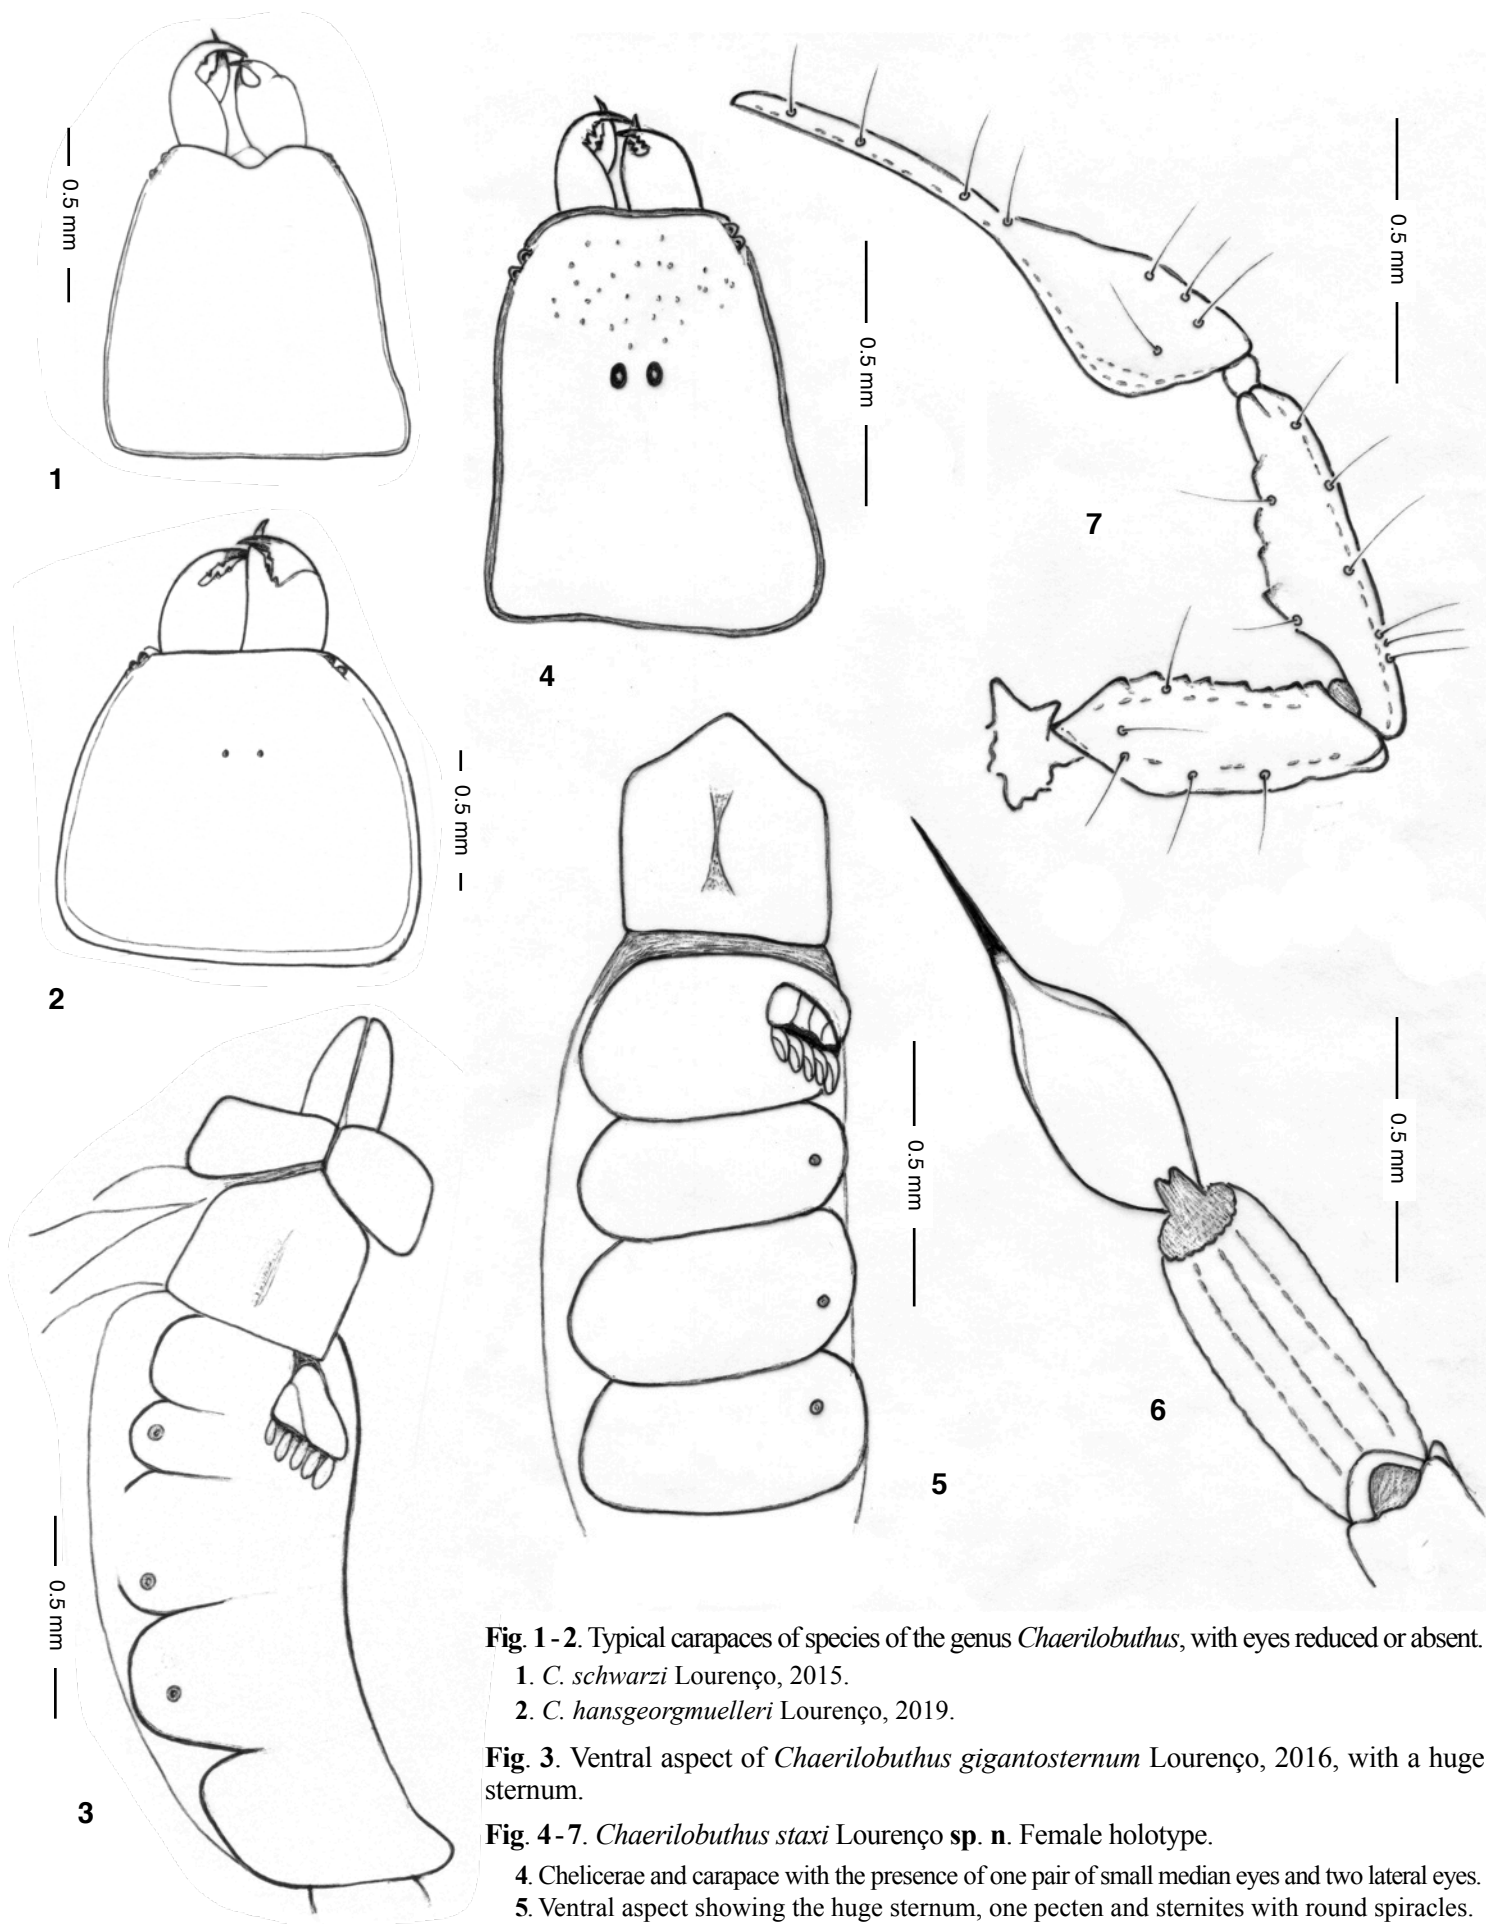 0.5 mm
1
0.5 mm
2
0.5 mm
3
0.5 mm
4
0.5 mm
5
0.5 mm
6
0.5 mm
7
Fig. 1-2. Typical carapaces of species of the genus Chaerilobuthus, with eyes reduced or absent.
1. C. schwarzi Lourenço, 2015.
2. C. hansgeorgmuelleri Lourenço, 2019.
Fig. 3. Ventral aspect of Chaerilobuthus gigantosternum Lourenço, 2016, with a huge
sternum.
Fig. 4-7. Chaerilobuthus staxi Lourenço sp. n. Female holotype.
4. Chelicerae and carapace with the presence of one pair of small median eyes and two lateral eyes.
5. Ventral aspect showing the huge sternum, one pecten and sternites with round spiracles.